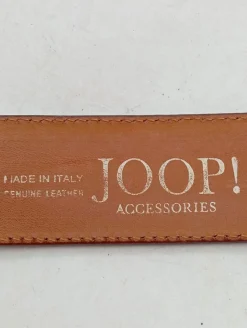 MADE IN ITALY
GENUINE LEATHER
JOOP!
ACCESSORIES